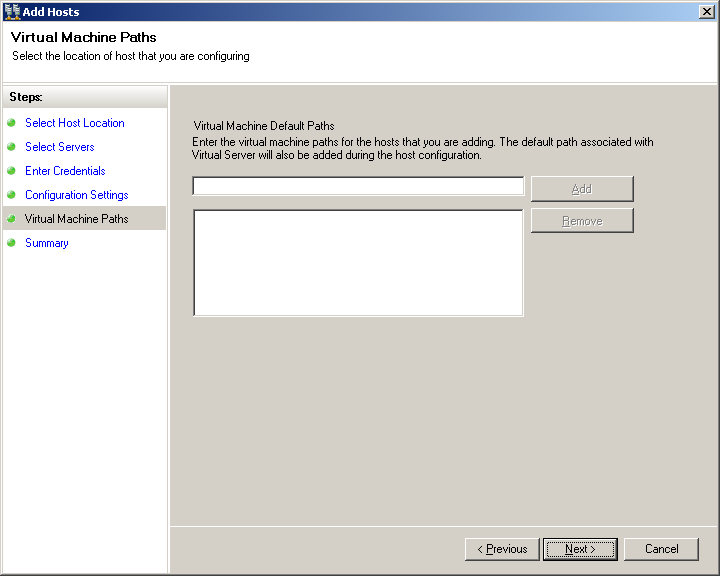 Add Hosts
Virtual Machine Paths
Select the location of host that you are configuring
Steps:
Select Host Location
Select Servers
Enter Credentials
Configuration Settings
Virtual Machine Paths
Summary
Virtual Machine Default Paths
Enter the virtual machine paths for the hosts that you are adding. The default path associated with
Virtual Server will also be added during the host configuration.
Add
Remove
< Previous
Next >
Cancel